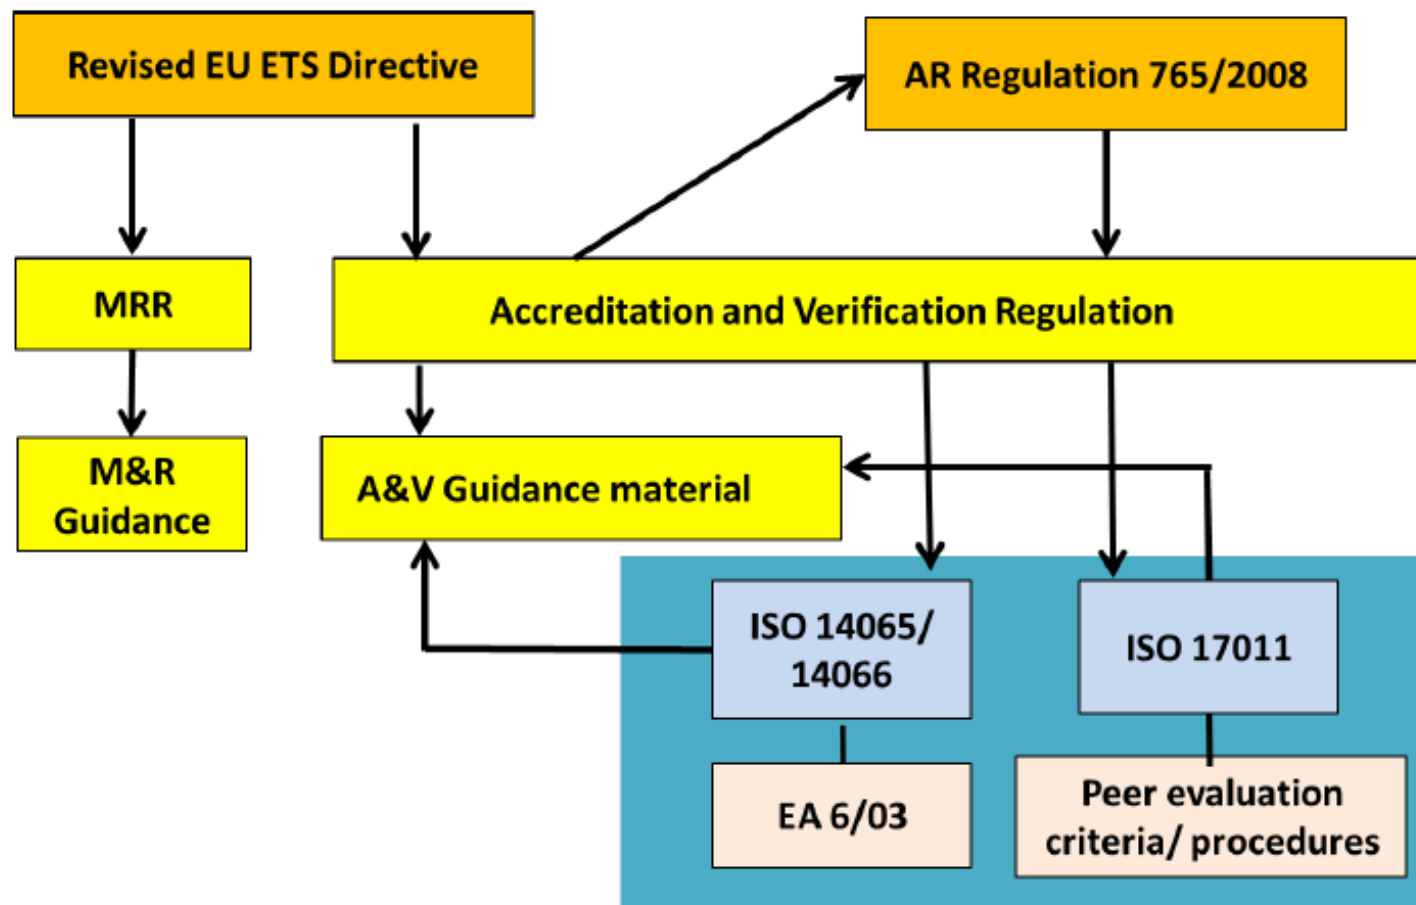 Revised EU ETS Directive
AR Regulation 765/2008
MRR
Accreditation and Verification Regulation
M&R
Guidance
A&V Guidance material
ISO 14065/
14066
ISO 17011
EA 6/03
Peer evaluation
criteria/ procedures